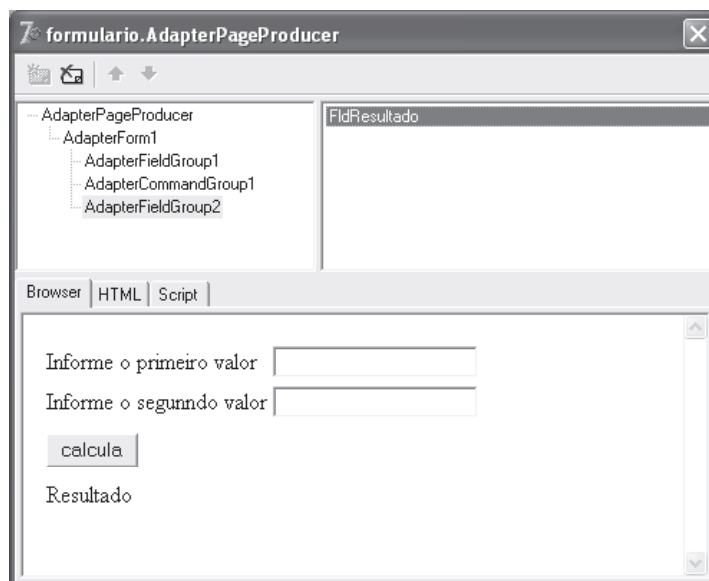 formulario.AdapterPageProducer
AdapterPageProducer
AdapterForm1
AdapterFieldGroup1
AdapterCommandGroup1
AdapterFieldGroup2
FldResultado
Browser HTML Script
Informe o primeiro valor
Informe o segunndo valor
calcula
Resultado